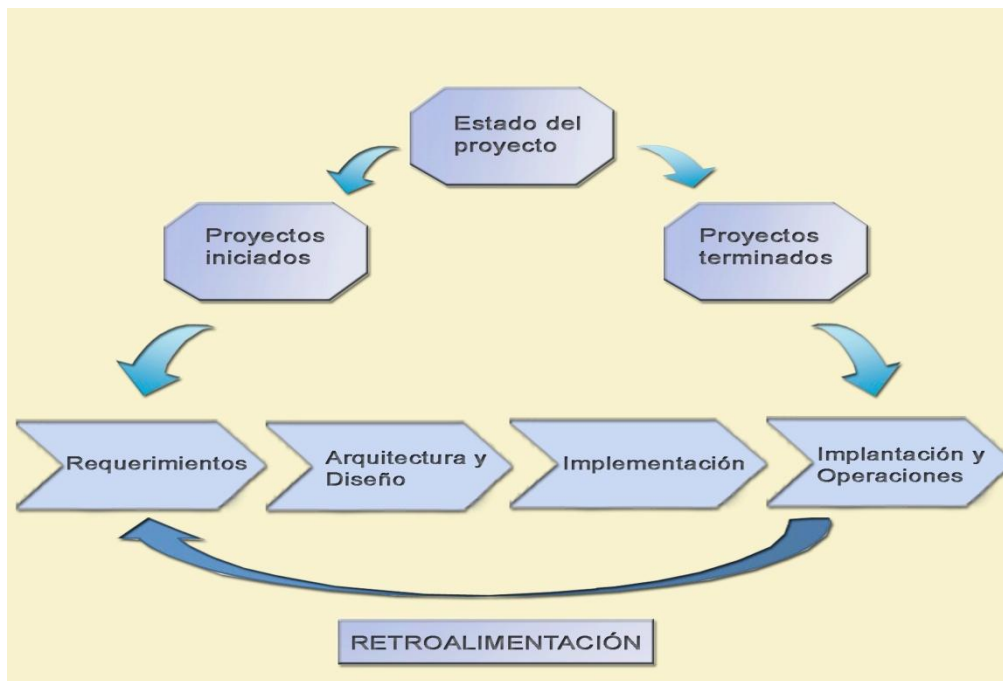 Estado del
proyecto
Proyectos
iniciados
Proyectos
terminados
Requerimientos
Arquitectura y
Diseño
Implementación
Implantación y
Operaciones
RETROALIMENTACIÓN